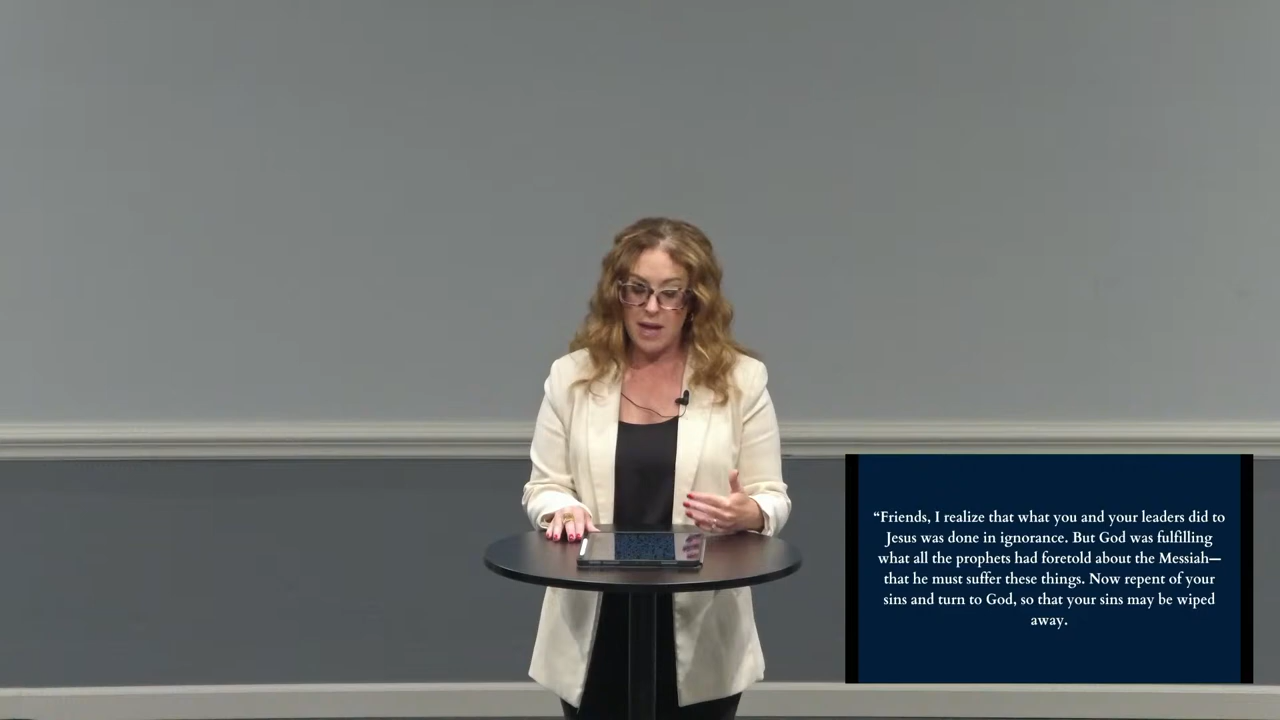 “Friends, I realize that what you and your leaders did to
Jesus was done in ignorance. But God was fulfilling
what all the prophets had foretold about the Messiah—
that he must suffer these things. Now repent of your
sins and turn to God, so that your sins may be wiped
away.